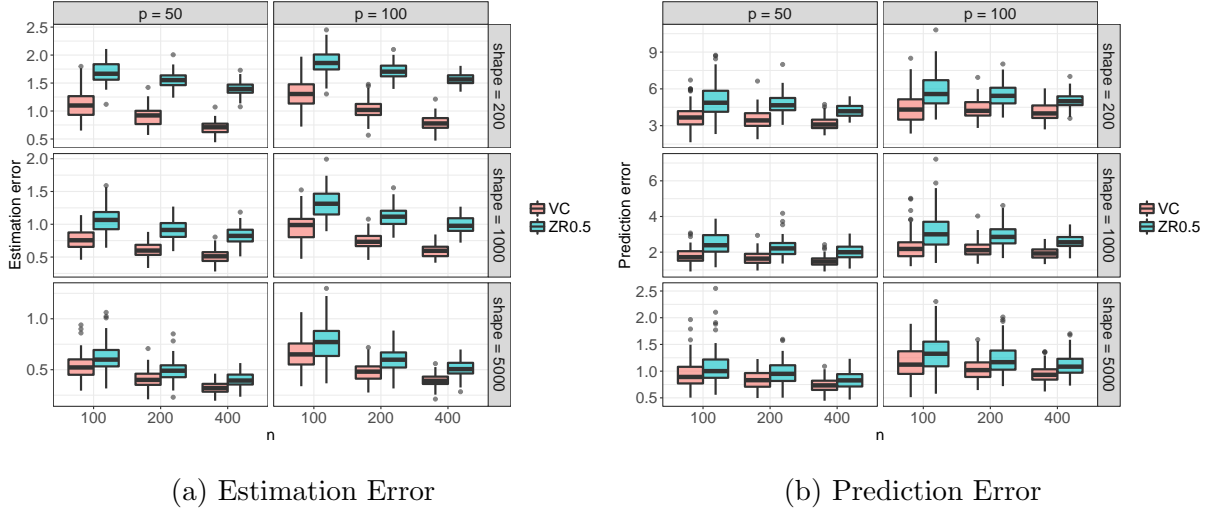 p = 50
p = 100
2.5
2.0
1.5
1.0
0.5
shape = 200
2.0
1.5
1.0
0.5
shape = 1000
1.0
0.5
shape = 5000
Estimation error
100
200
400
100
200
400
n
VC
ZR0.5
(a) Estimation Error
p = 50
p = 100
9
6
3
shape = 200
6
4
2
shape = 1000
2.5
2.0
1.5
1.0
0.5
shape = 5000
Prediction error
100
200
400
100
200
400
n
VC
ZR0.5
(b) Prediction Error